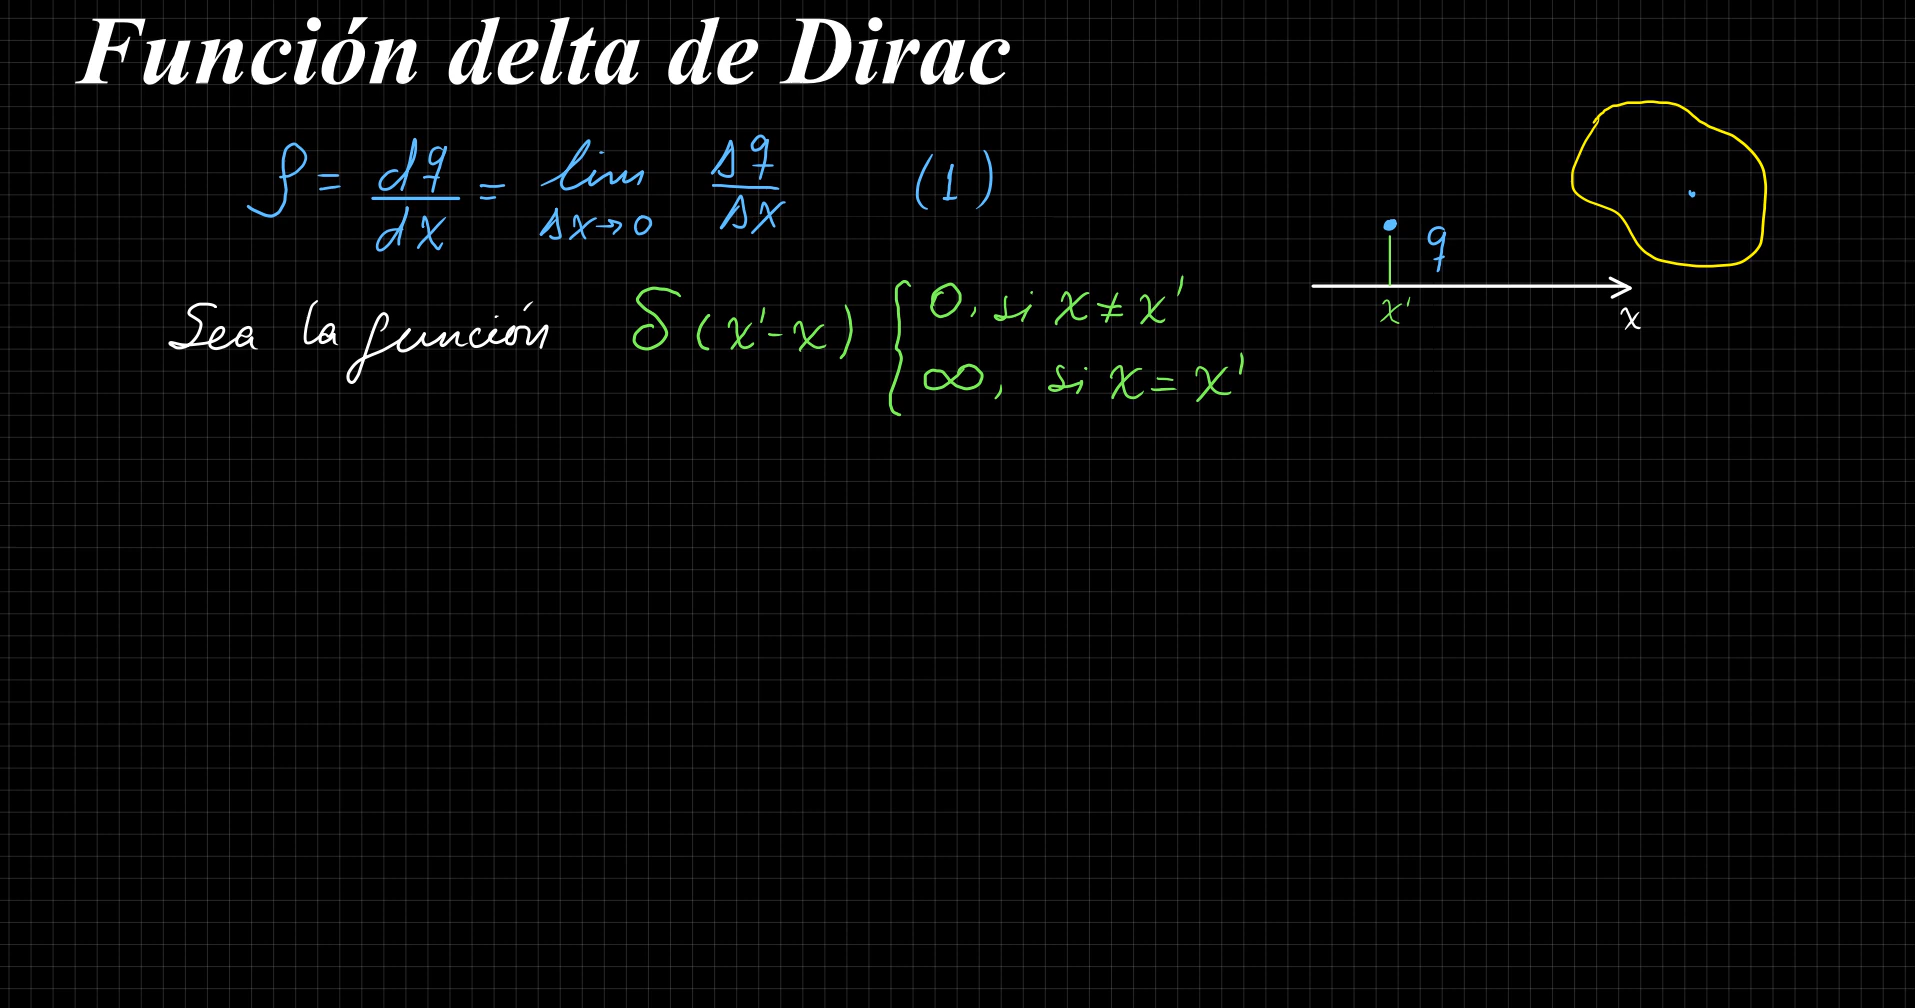 Función delta de Dirac
ρ = dq/dx = lim Δx→0 Δq/Δx (1)
Sea la función δ(x'-x) { 0, si x ≠ x'
∞, si x = x'
q
x'
x